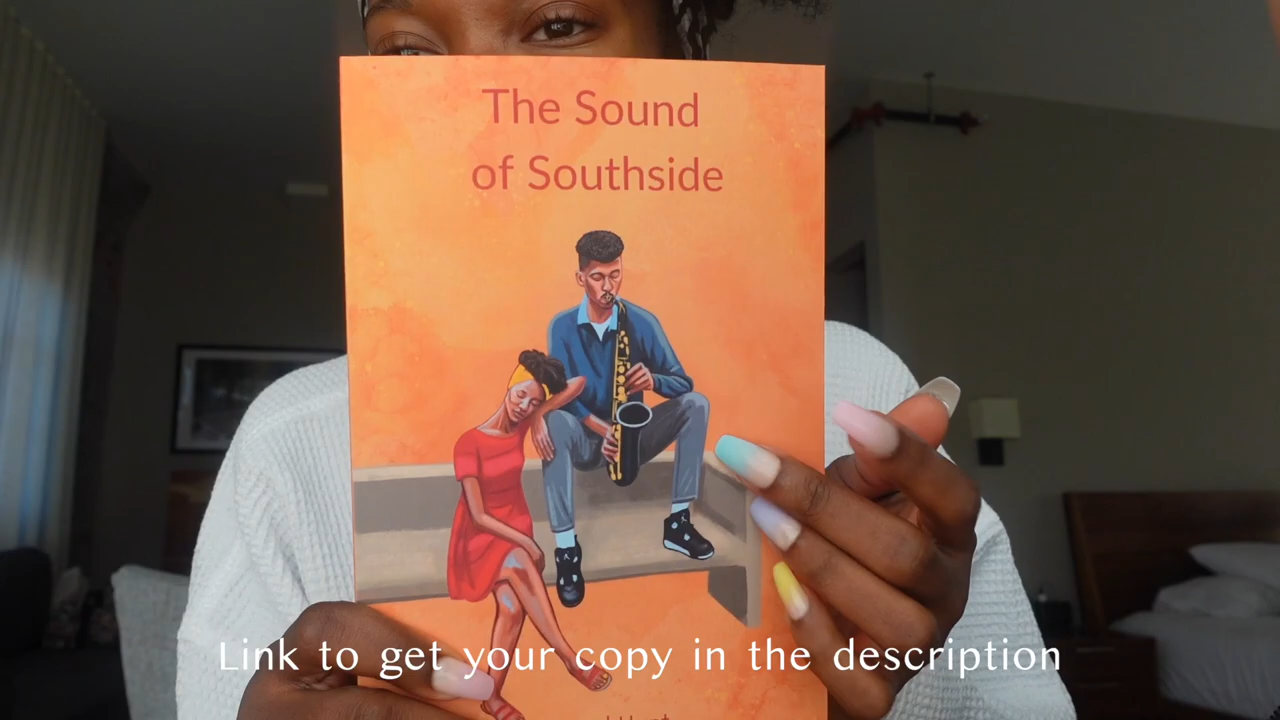 The Sound
of Southside
Link to get your copy in the description